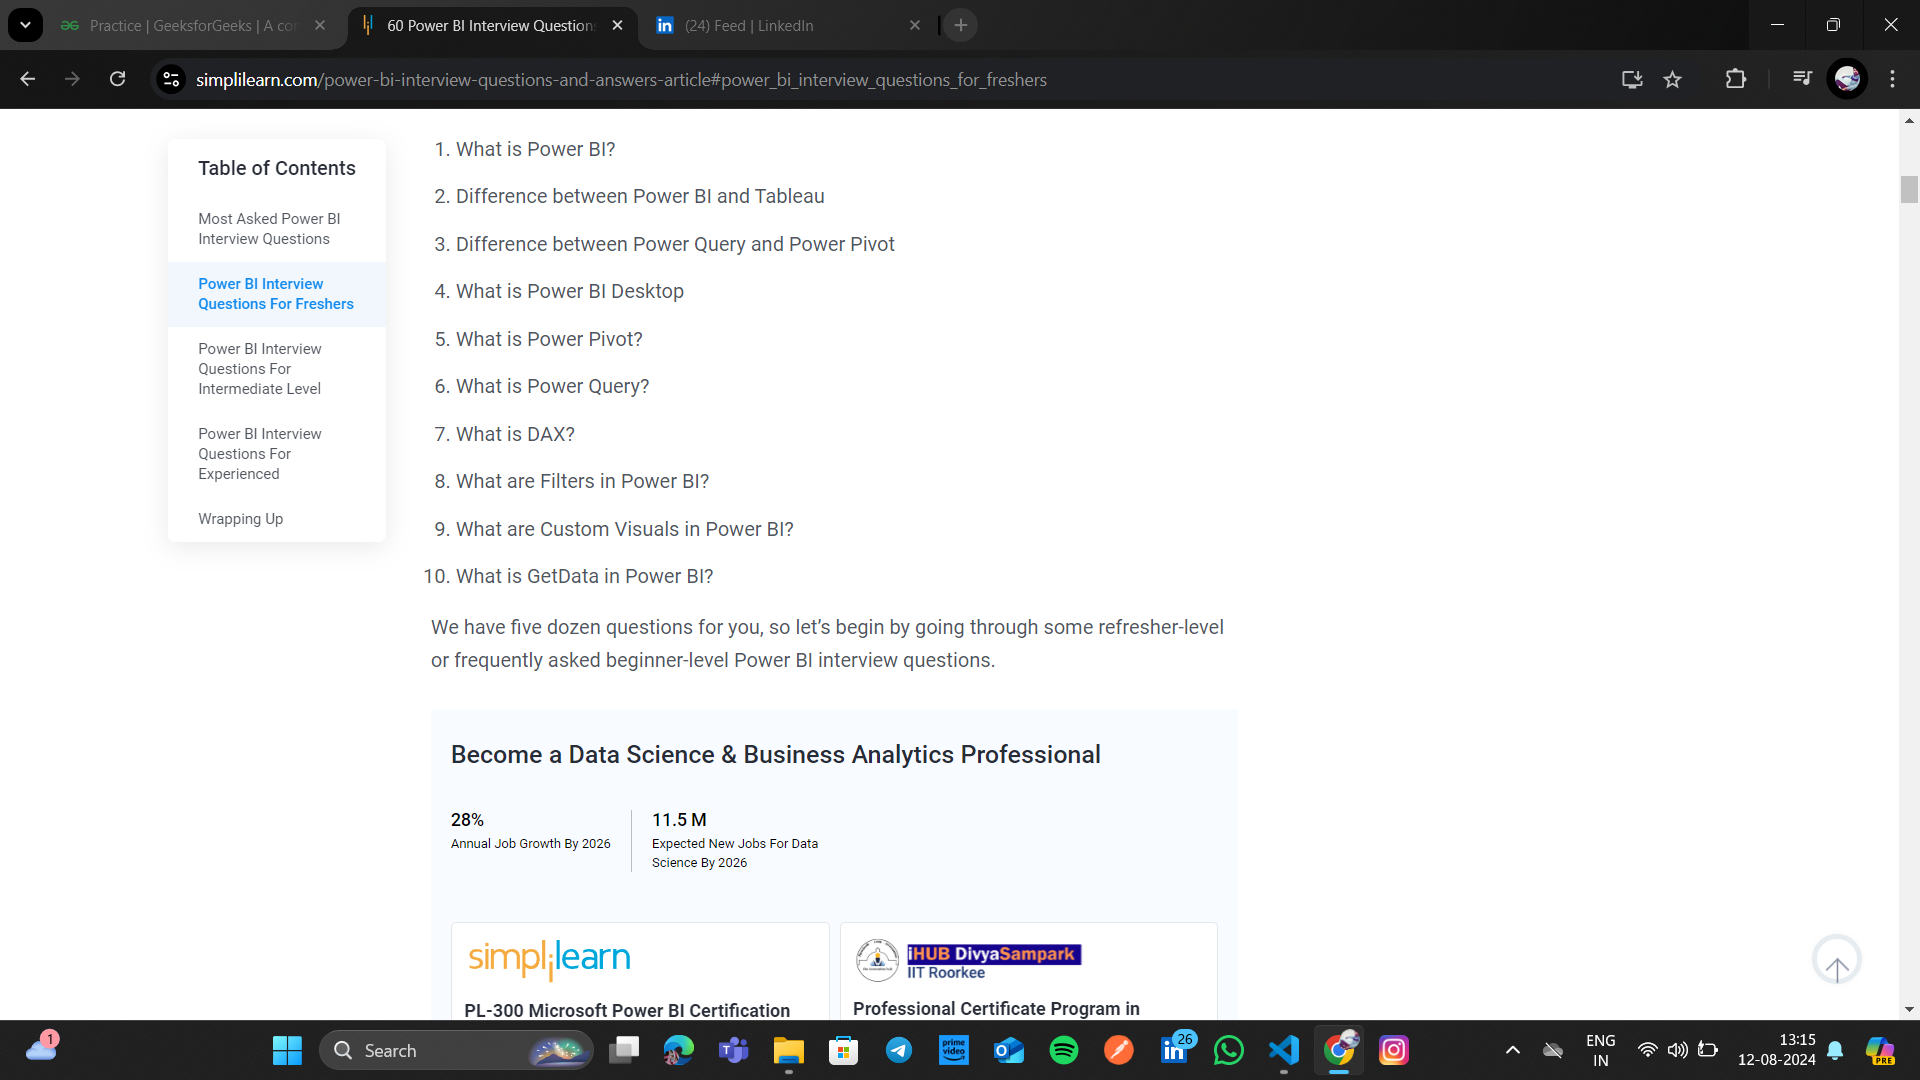 Practice | GeeksforGeeks | A co
60 Power BI Interview Question
(24) Feed | LinkedIn
simplilearn.com/power-bi-interview-questions-and-answers-article#power_bi_interview_questions_for_freshers
Table of Contents
Most Asked Power BI
Interview Questions
Power BI Interview
Questions For Freshers
Power BI Interview
Questions For
Intermediate Level
Power BI Interview
Questions For
Experienced
Wrapping Up
1. What is Power BI?
2. Difference between Power BI and Tableau
3. Difference between Power Query and Power Pivot
4. What is Power BI Desktop
5. What is Power Pivot?
6. What is Power Query?
7. What is DAX?
8. What are Filters in Power BI?
9. What are Custom Visuals in Power BI?
10. What is GetData in Power BI?
We have five dozen questions for you, so let’s begin by going through some refresher-level
or frequently asked beginner-level Power BI interview questions.
Become a Data Science & Business Analytics Professional
28%
Annual Job Growth By 2026
11.5 M
Expected New Jobs For Data
Science By 2026
simplilearn
PL-300 Microsoft Power BI Certification
iHUB DivyaSampark
IIT Roorkee
Professional Certificate Program in
1
Search
prime
video
26
ENG
IN
13:15
12-08-2024
PRE